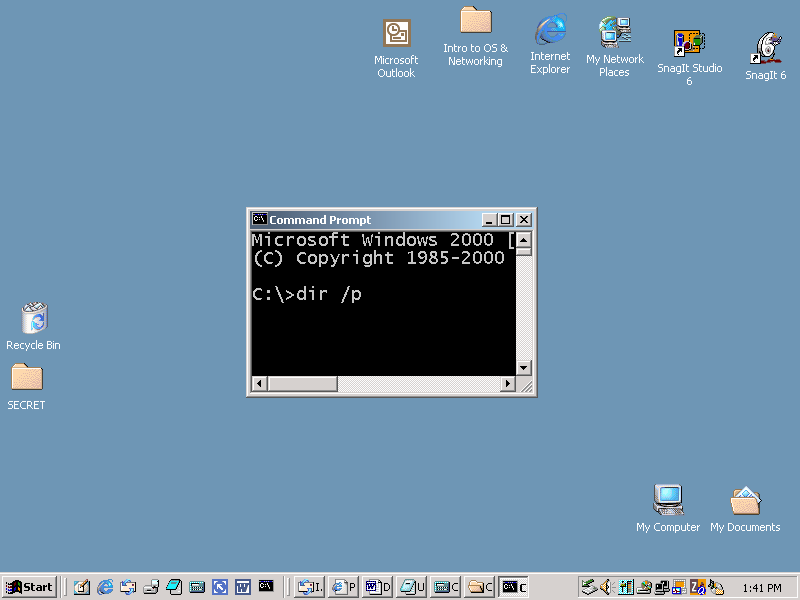 Microsoft
Outlook
Intro to OS &
Networking
Internet
Explorer
My Network
Places
SnagIt Studio
6
SnagIt 6
Command Prompt
Microsoft Windows 2000 [
(C) Copyright 1985-2000
C:\>dir /p
Recycle Bin
SECRET
My Computer
My Documents
Start
I.
P
D
U
C
C
C
1:41 PM